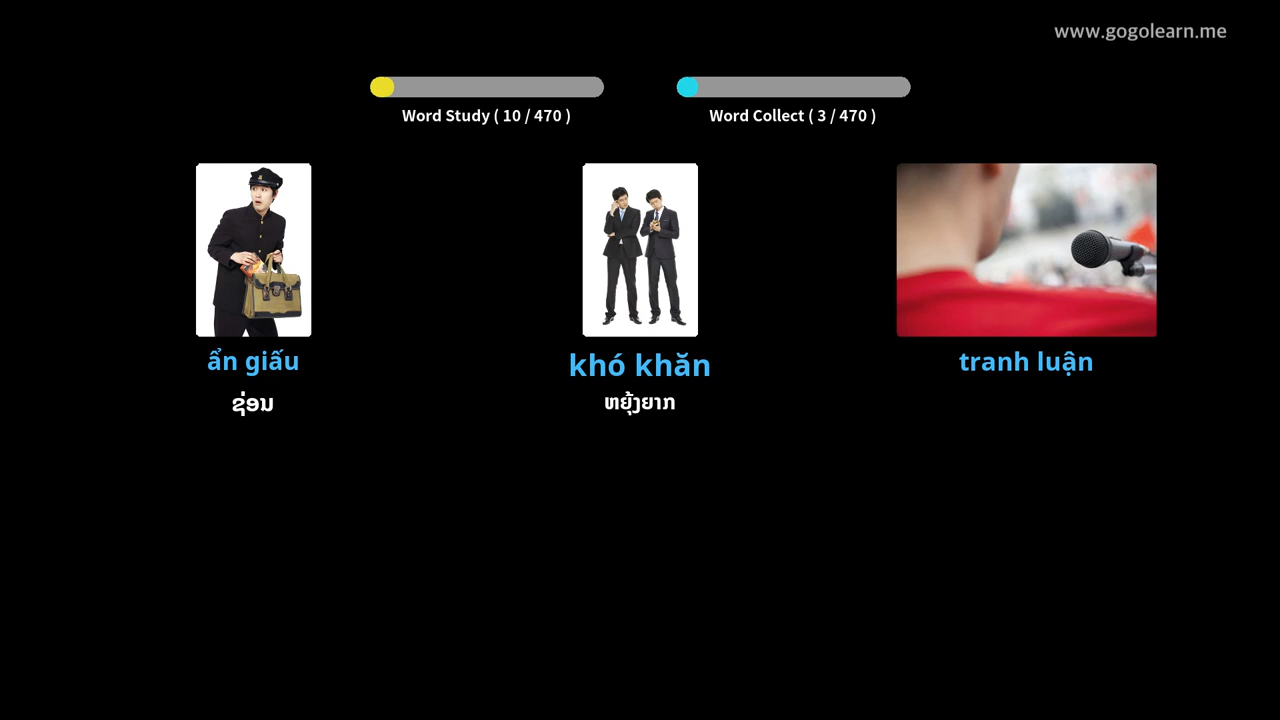 www.gogolearn.me
Word Study ( 10 / 470 )
Word Collect ( 3 / 470 )
ẩn giấu
ຊ່ອນ
khó khăn
ຫຍຸ້ງຍາກ
tranh luận